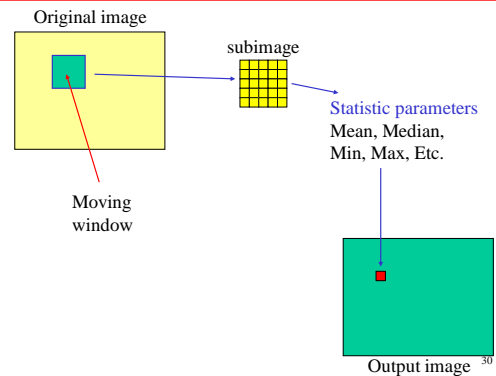 Original image
subimage
Statistic parameters
Mean, Median,
Min, Max, Etc.
Moving
window
Output image
30